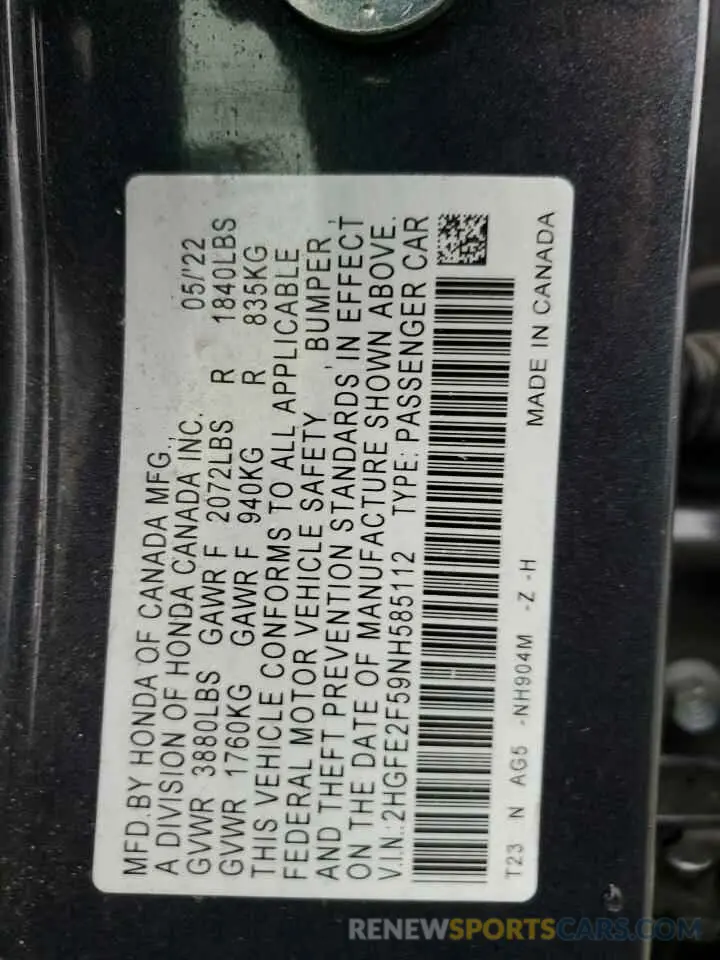 MFD.BY HONDA OF CANADA MFG.,
A DIVISION OF HONDA CANADA INC. 05/'22
GVWR 3880LBS GAWR F 2072LBS R 1840LBS
GVWR 1760KG GAWR F 940KG R 835KG
THIS VEHICLE CONFORMS TO ALL APPLICABLE
FEDERAL MOTOR VEHICLE SAFETY , BUMPER ,
AND THEFT PREVENTION STANDARDS IN EFFECT
ON THE DATE OF MANUFACTURE SHOWN ABOVE.
V.I.N.:2HGFE2F59NH585112 TYPE: PASSENGER CAR
T23 N AG5 -NH904M -Z -H MADE IN CANADA
RENEWSPORTSCARS.COM